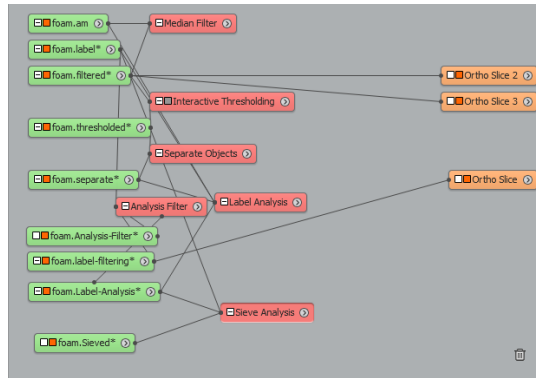 foam.am
Median Filter
foam.label*
foam.filtered*
Ortho Slice 2
Ortho Slice 3
Interactive Thresholding
foam.thresholded*
Separate Objects
foam.separate*
Ortho Slice
Analysis Filter
Label Analysis
foam.Analysis-Filter*
foam.label-filtering*
foam.Label-Analysis*
Sieve Analysis
foam.Sieved*